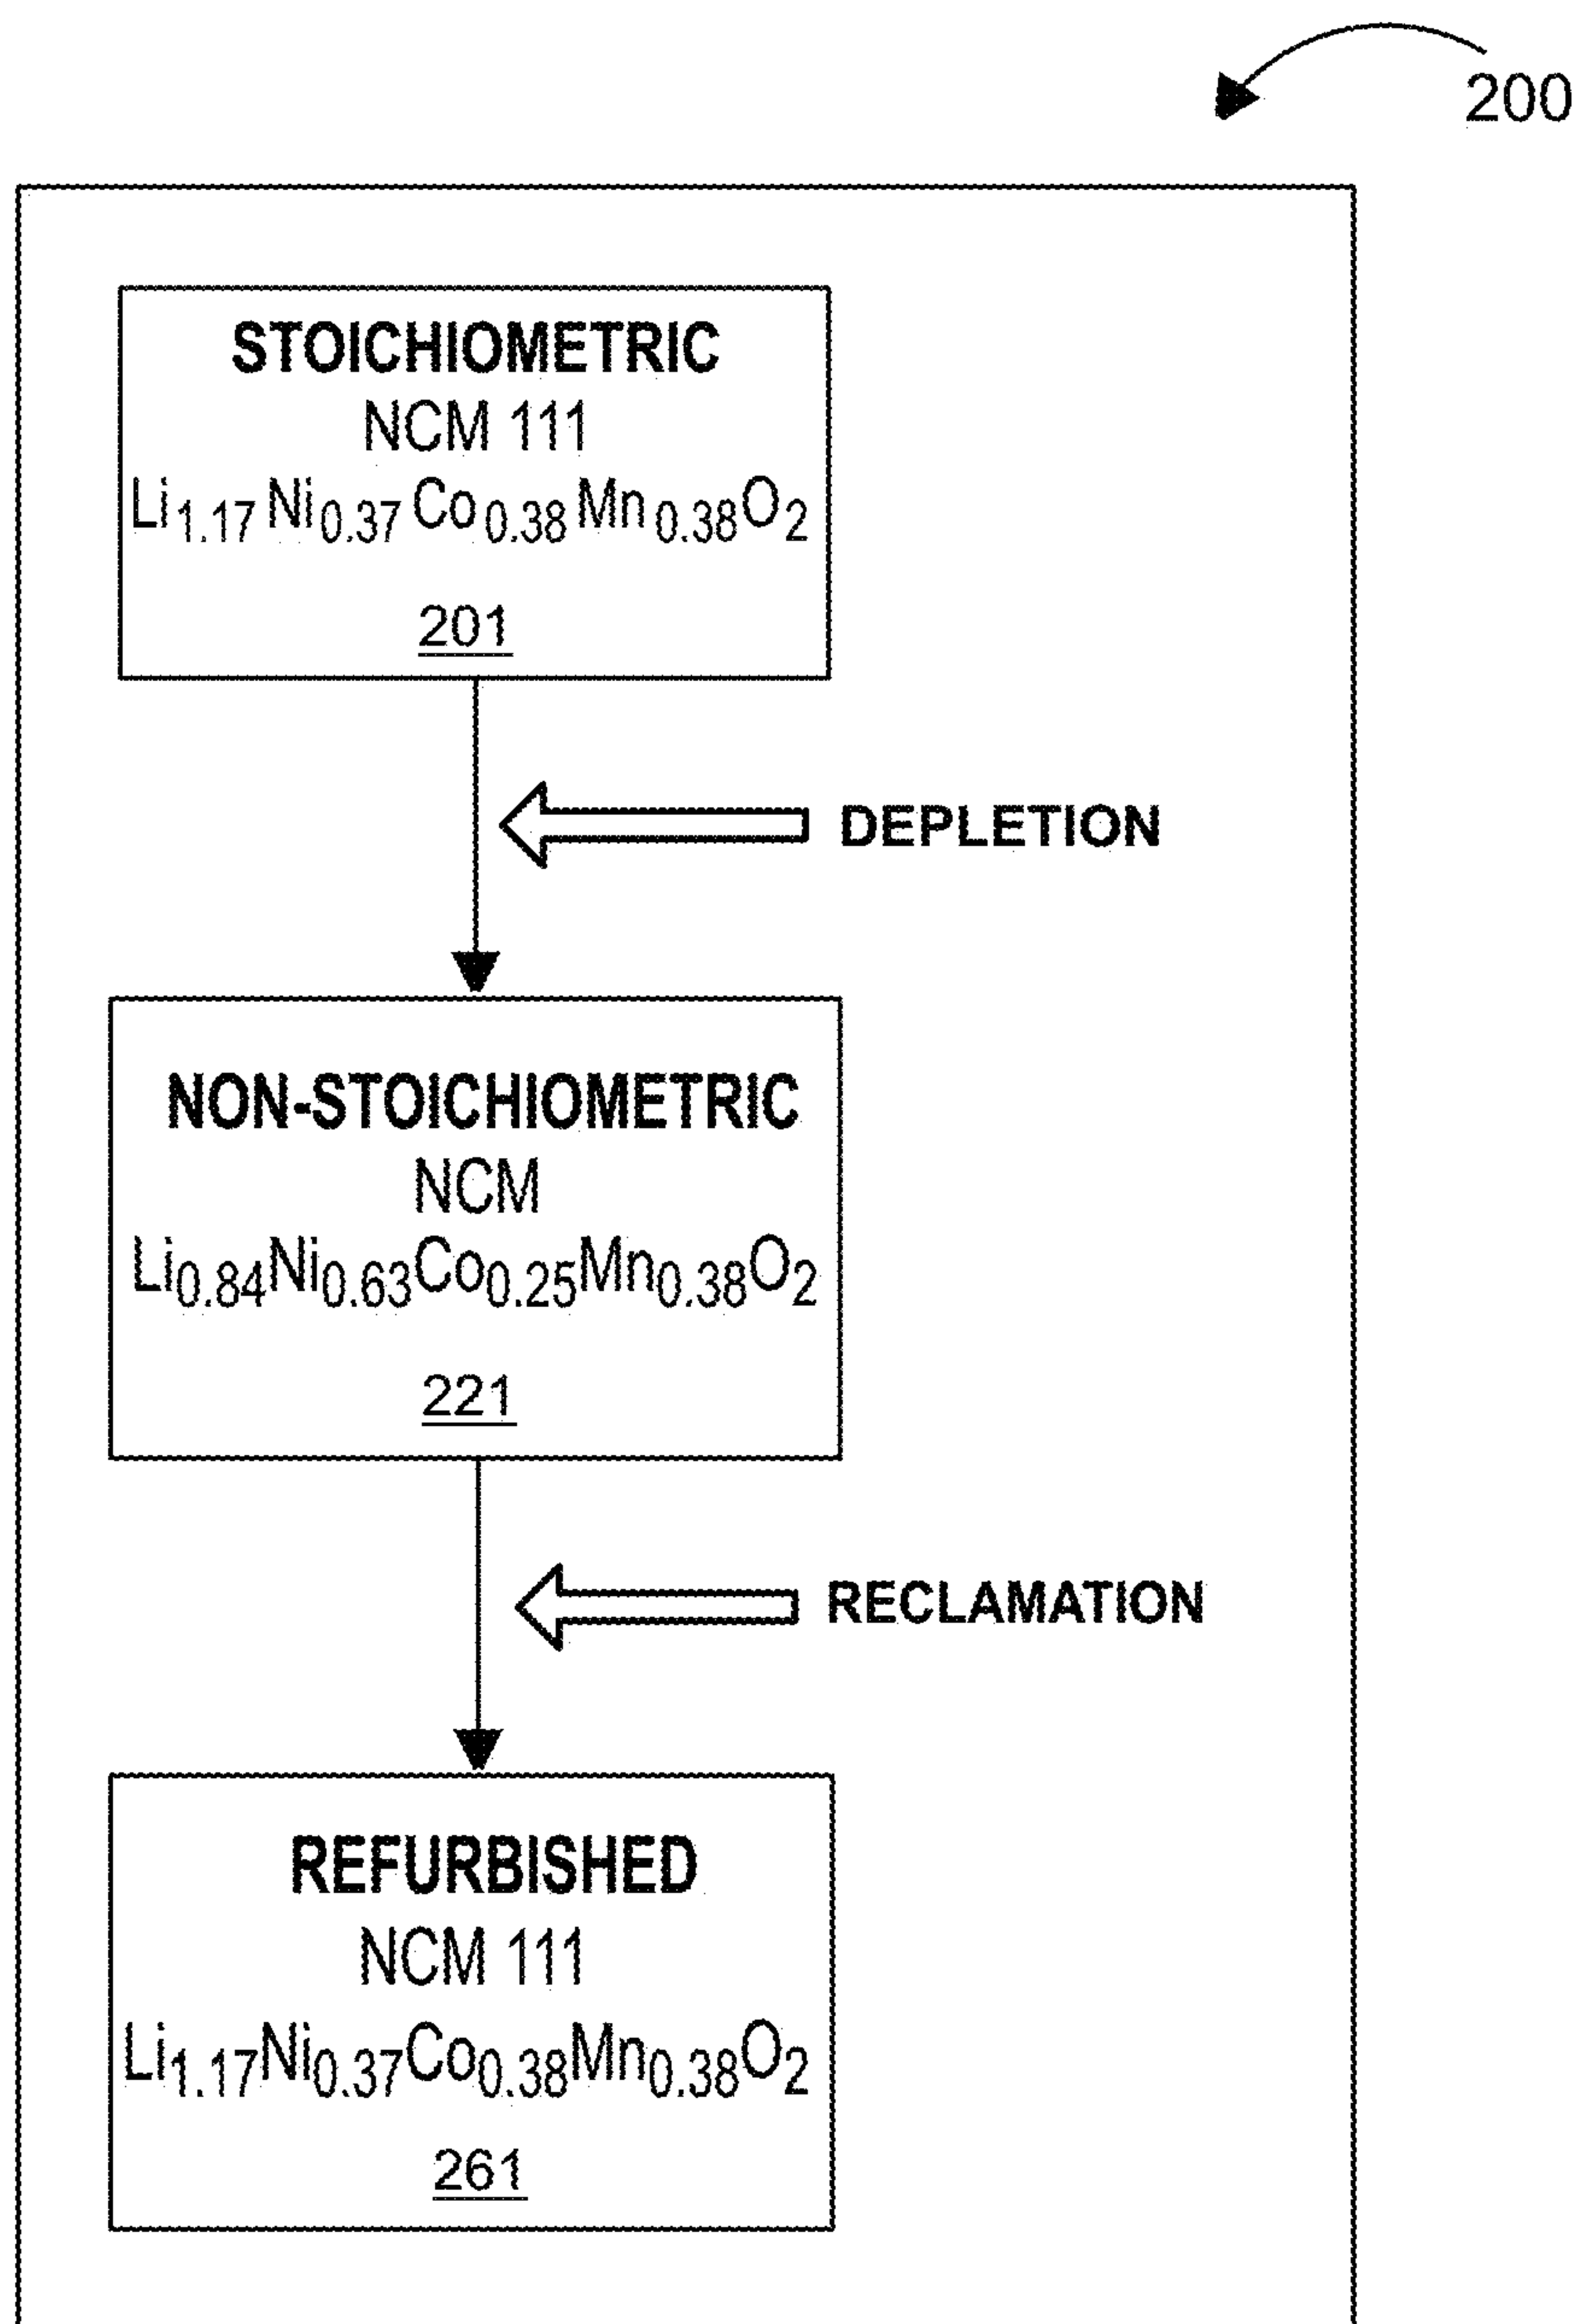 200
STOICHIOMETRIC
NCM 111
Li1.17Ni0.37Co0.38Mn0.38O2
201
DEPLETION
NON-STOICHIOMETRIC
NCM
Li0.84Ni0.63Co0.25Mn0.38O2
221
RECLAMATION
REFURBISHED
NCM 111
Li1.17Ni0.37Co0.38Mn0.38O2
261